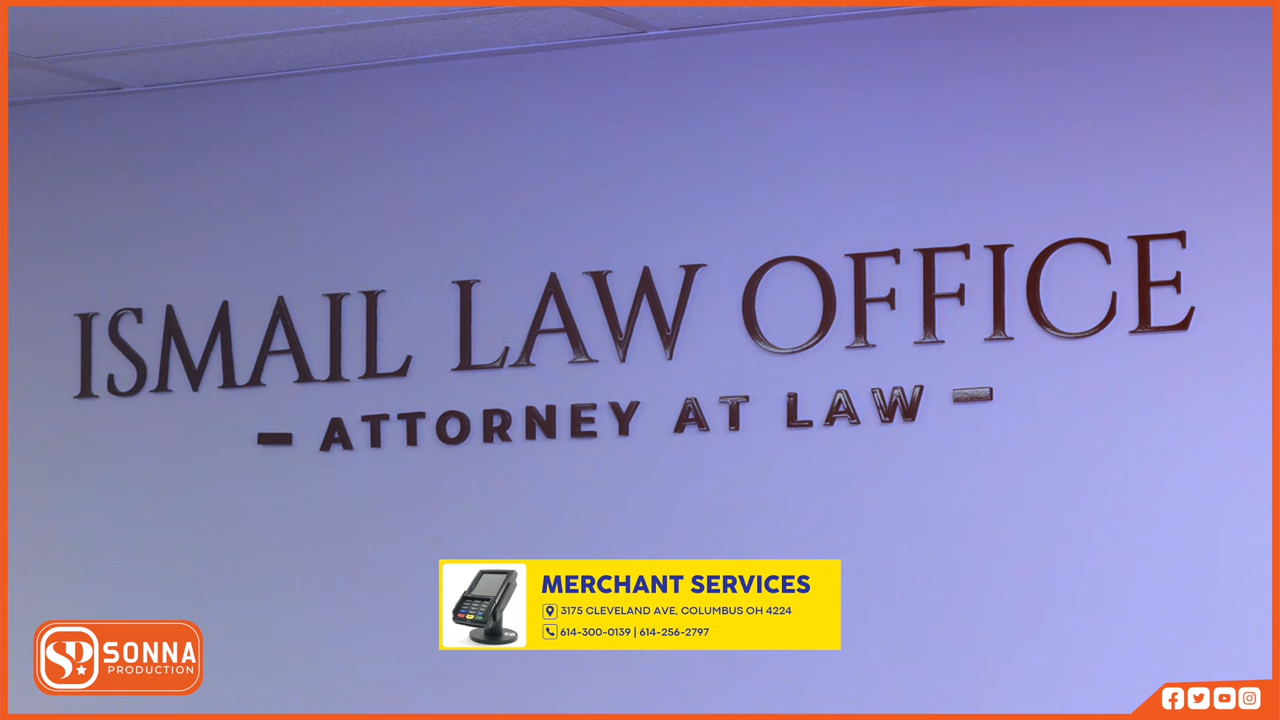 ISMAIL LAW OFFICE
- ATTORNEY AT LAW -
MERCHANT SERVICES
3175 CLEVELAND AVE, COLUMBUS OH 4224
614-300-0139 | 614-256-2797
SP SONNA
PRODUCTION